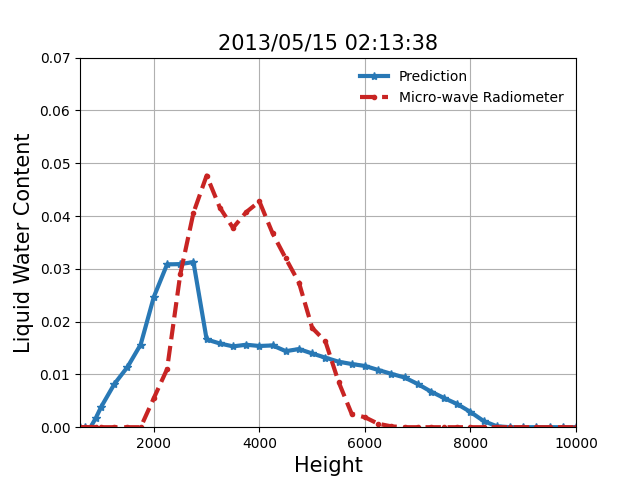 2013/05/15 02:13:38
0.07
0.06
0.05
0.04
0.03
0.02
0.01
0.00
Liquid Water Content
Prediction
Micro-wave Radiometer
2000 4000 6000 8000 10000
Height